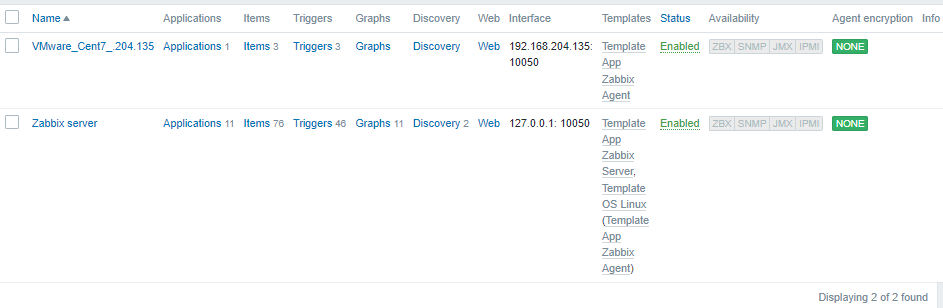 Name Applications Items Triggers Graphs Discovery Web Interface Templates Status Availability Agent encryption Info
VMware_Cent7_.204.135 Applications 1 Items 3 Triggers 3 Graphs Discovery Web 192.168.204.135: Template Enabled ZBX SNMP JMX IPMI NONE
10050 App
Zabbix
Agent
Zabbix server Applications 11 Items 76 Triggers 46 Graphs 11 Discovery 2 Web 127.0.0.1: 10050 Template Enabled ZBX SNMP JMX IPMI NONE
App
Zabbix
Server,
Template
OS Linux
(Template
App
Zabbix
Agent)
Displaying 2 of 2 found